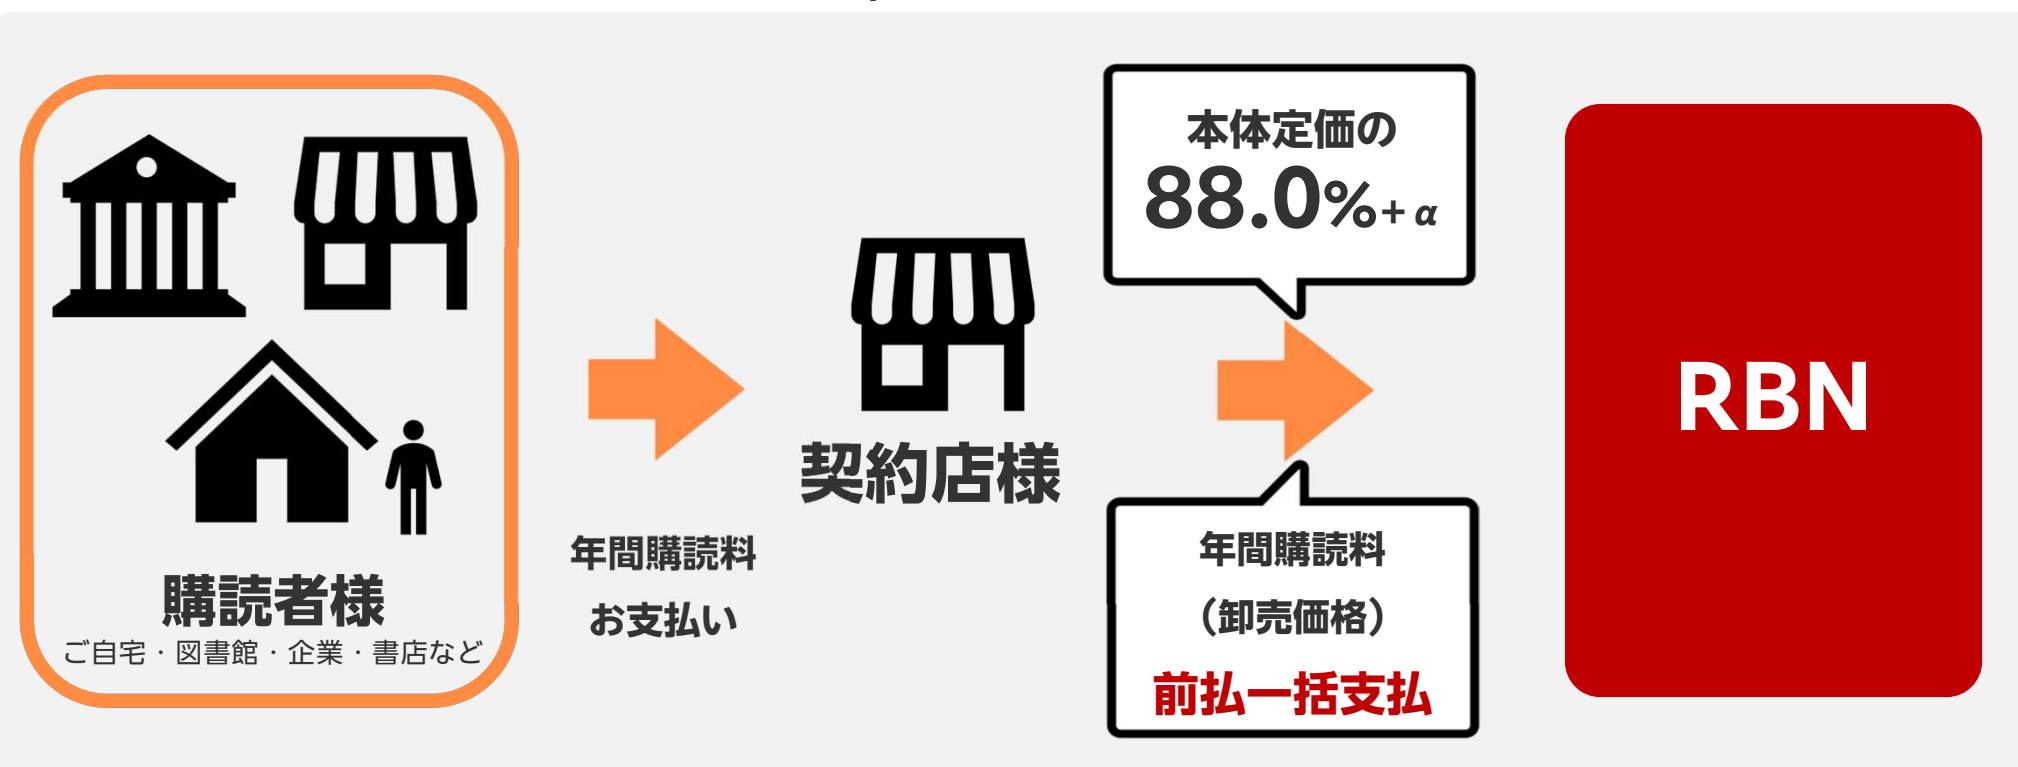 購読者様
ご自宅・図書館・企業・書店など
年間購読料
お支払い
契約店様
本体定価の
88.0%+α
年間購読料
（卸売価格）
前払一括支払
RBN